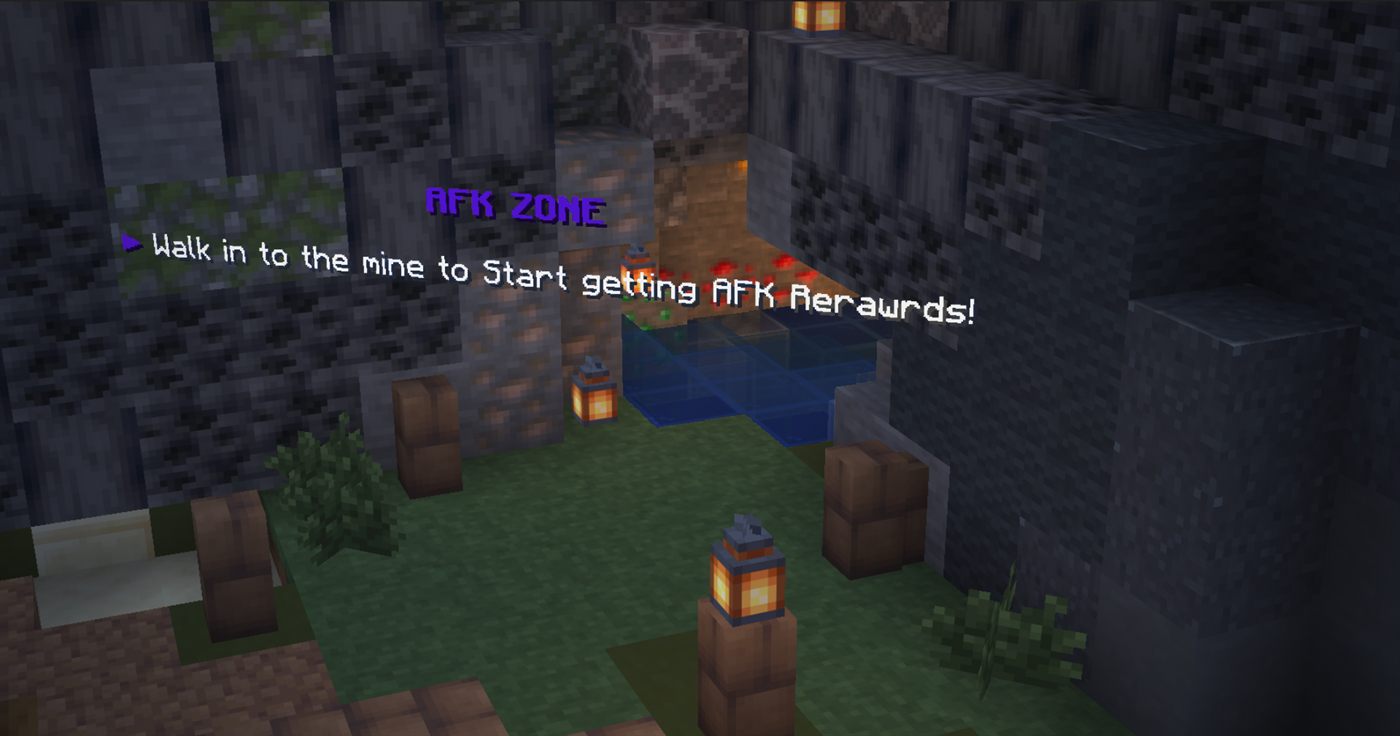 AFK ZONE
▶ Walk in to the mine to Start getting AFK Rerawrds!